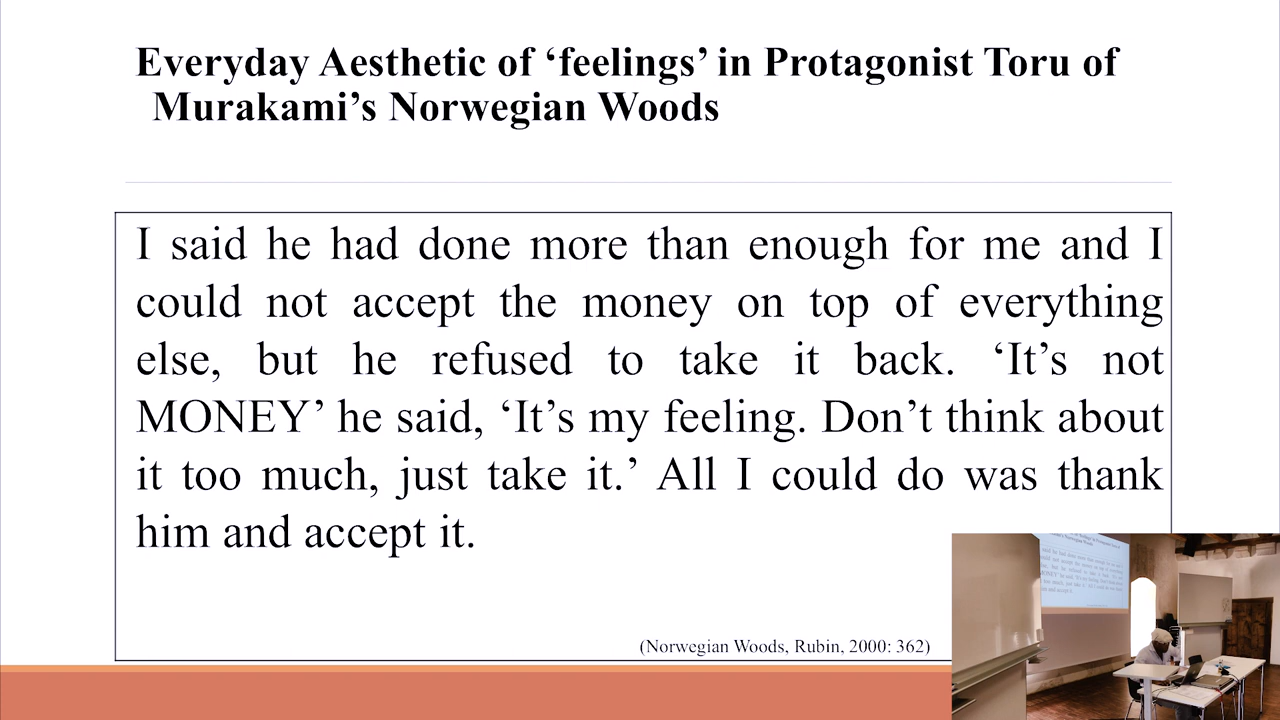 Everyday Aesthetic of ‘feelings’ in Protagonist Toru of
Murakami’s Norwegian Woods
I said he had done more than enough for me and I
could not accept the money on top of everything
else, but he refused to take it back. ‘It’s not
MONEY’ he said, ‘It’s my feeling. Don’t think about
it too much, just take it.’ All I could do was thank
him and accept it.
(Norwegian Woods, Rubin, 2000: 362)